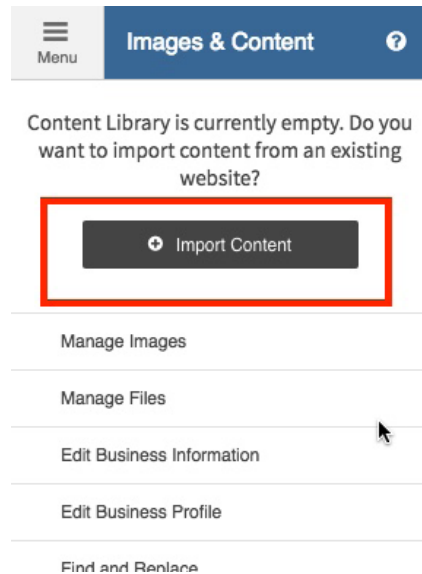 Menu
Images & Content
Content Library is currently empty. Do you
want to import content from an existing
website?
Import Content
Manage Images
Manage Files
Edit Business Information
Edit Business Profile
Find and Replace